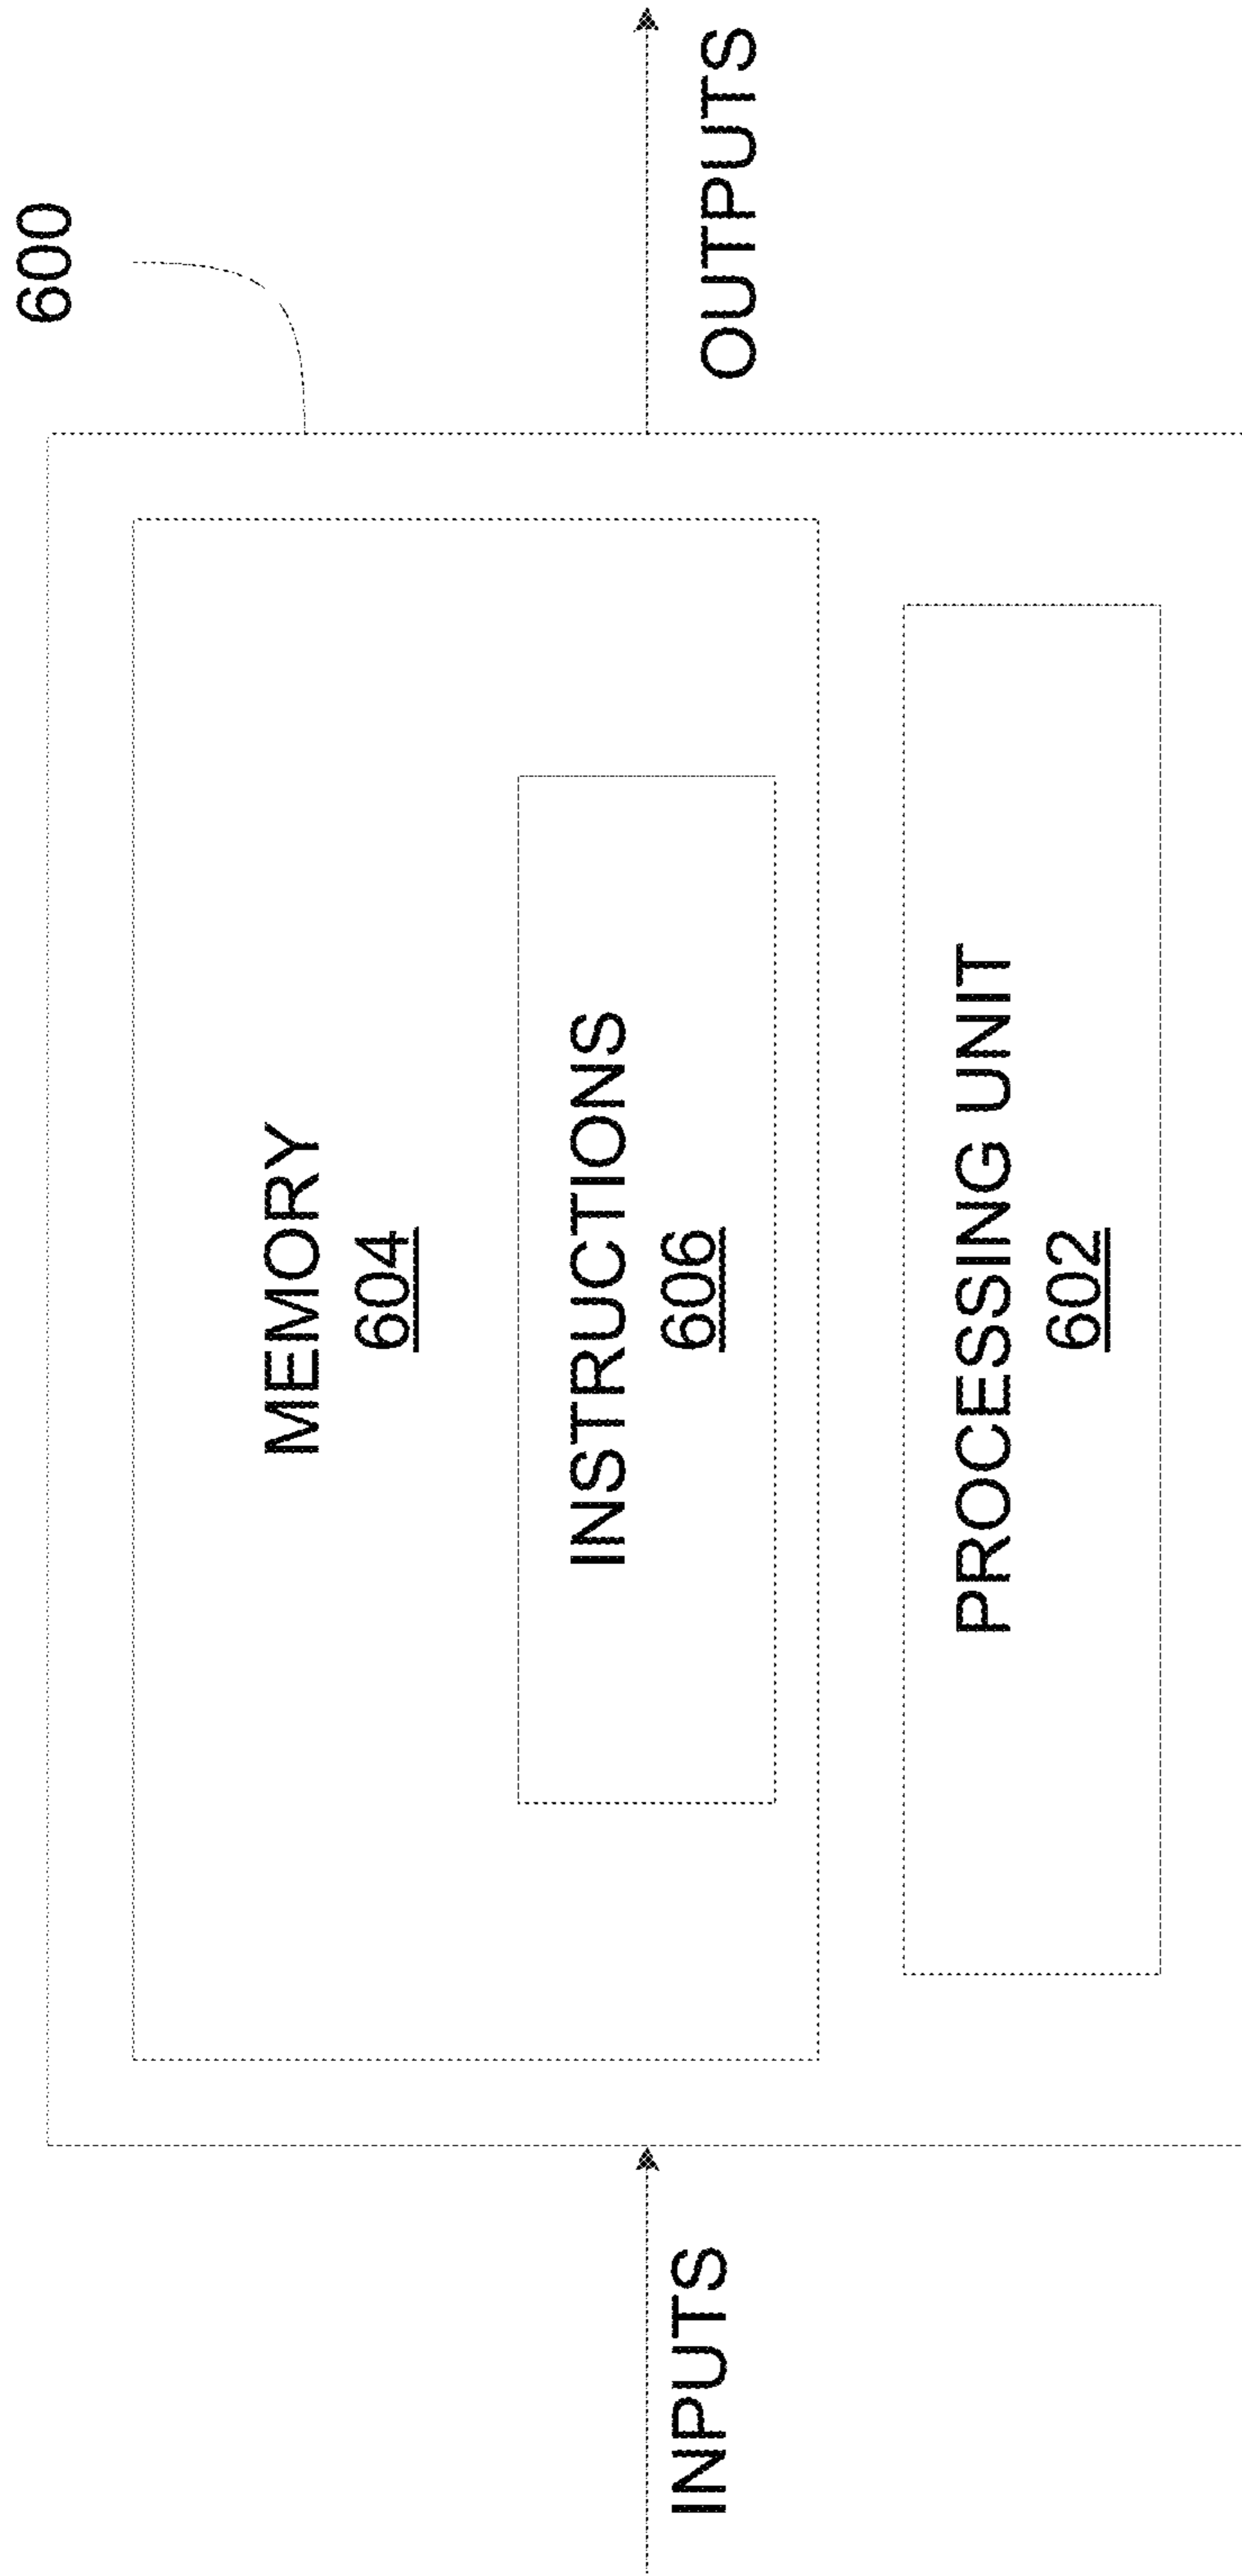 600
MEMORY
604
INSTRUCTIONS
606
PROCESSING UNIT
602
INPUTS
OUTPUTS